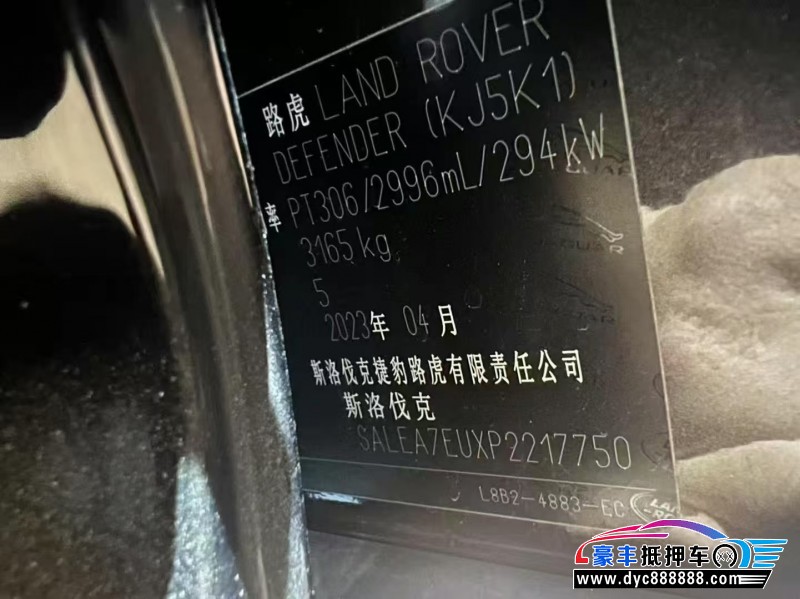 路虎 LAND ROVER
DEFENDER (KJ5K1)
率 PT306/2996mL/294kW
3165kg
5
2023年 04月
斯洛伐克捷豹路虎有限责任公司
斯洛伐克
SALEA7EUXP2217750
L8B2-4883-EC
豪丰抵押车
www.dyc888888.com